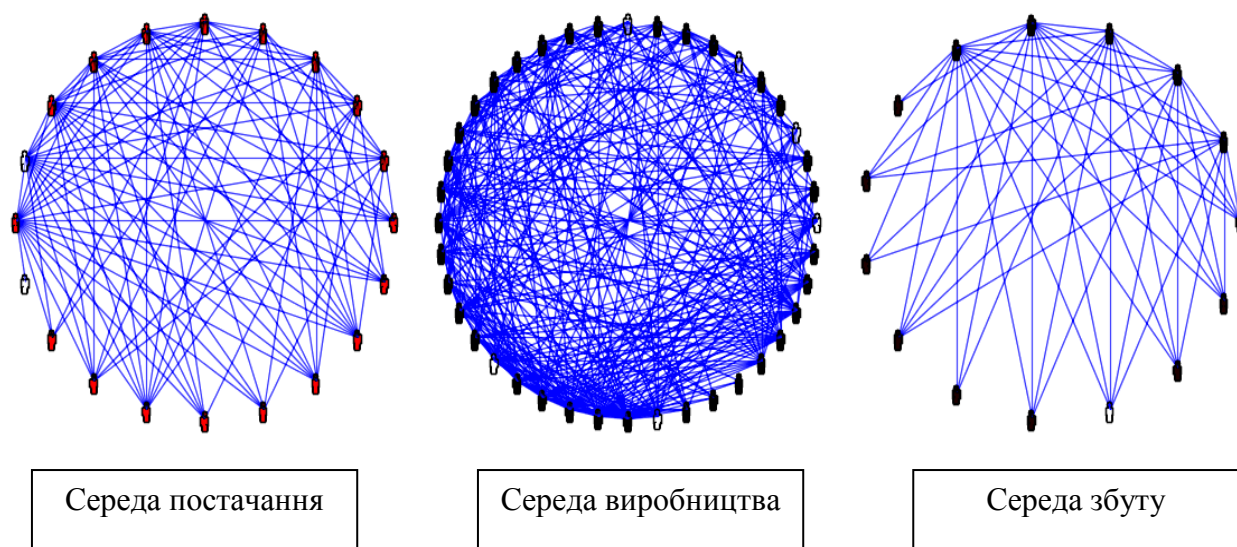 Середа постачання
Середа виробництва
Середа збуту